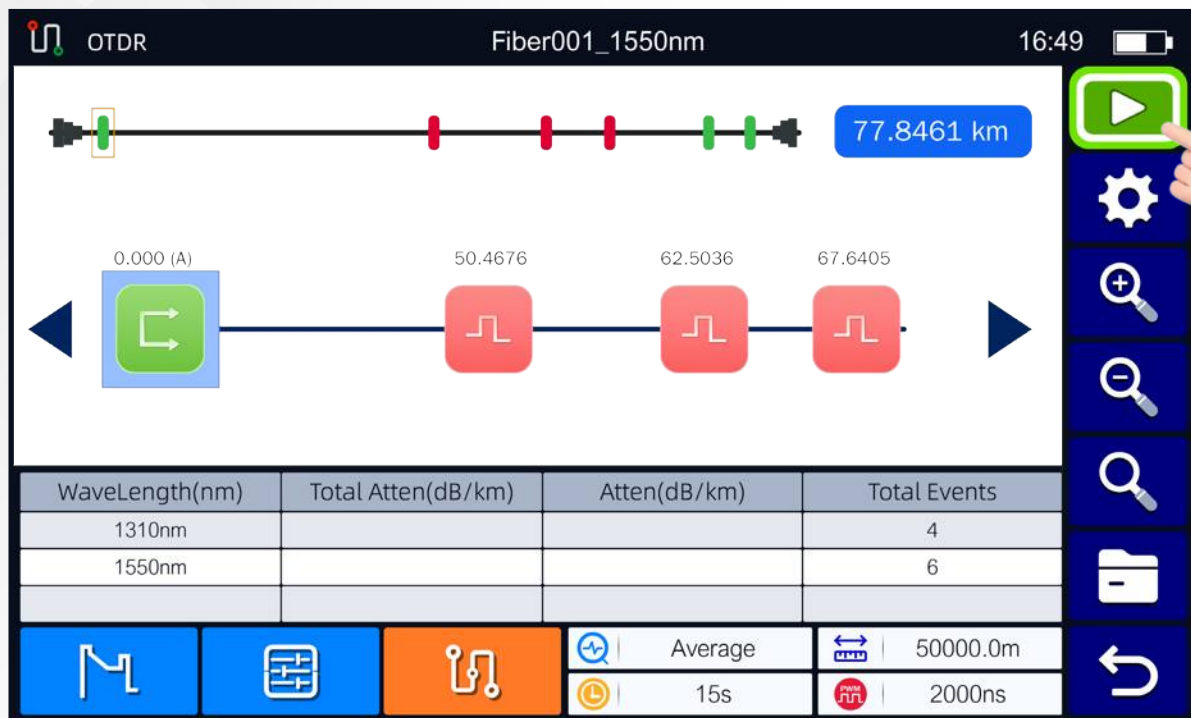 OTDR Fiber001_1550nm 16:49
77.8461 km
0.000 (A) 50.4676 62.5036 67.6405
WaveLength(nm) Total Atten(dB/km) Atten(dB/km) Total Events
1310nm 4
1550nm 6
Average 50000.0m
15s PWM 2000ns